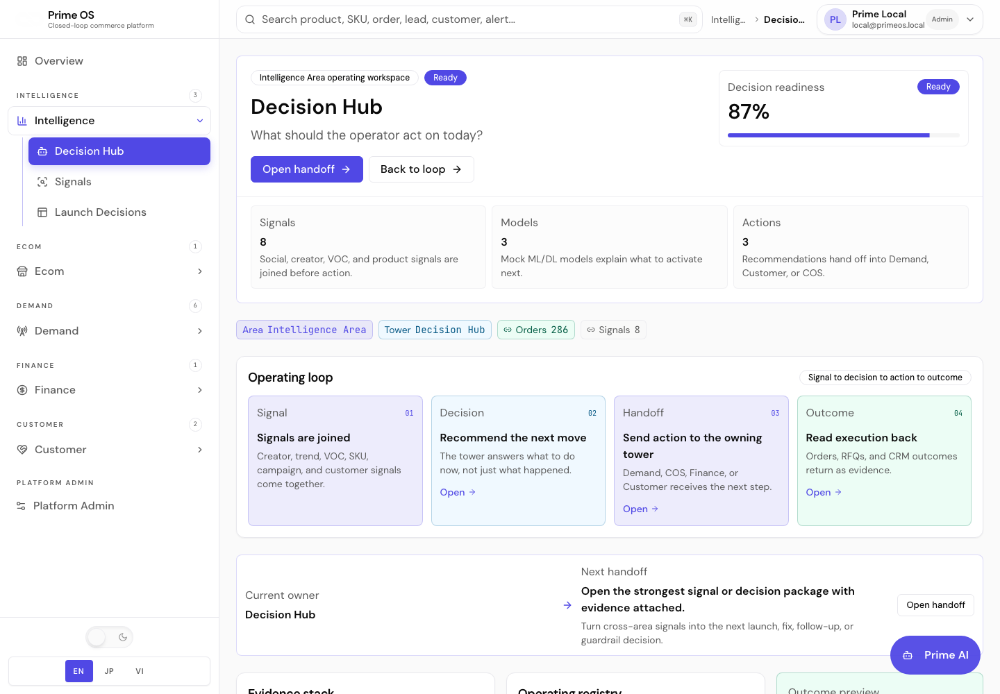 Prime OS
Closed-loop commerce platform
Search product, SKU, order, lead, customer, alert...
⌘K
Intellig...
Decisio...
PL
Prime Local
local@primeos.local
Admin
Overview
INTELLIGENCE
3
Intelligence
Decision Hub
Signals
Launch Decisions
ECOM
1
Ecom
DEMAND
6
Demand
FINANCE
1
Finance
CUSTOMER
2
Customer
PLATFORM ADMIN
Platform Admin
EN
JP
VI
Intelligence Area operating workspace
Ready
Decision Hub
What should the operator act on today?
Open handoff
Back to loop
Decision readiness
Ready
87%
Signals
8
Social, creator, VOC, and product signals are
joined before action.
Models
3
Mock ML/DL models explain what to activate
next.
Actions
3
Recommendations hand off into Demand,
Customer, or COS.
Area Intelligence Area
Tower Decision Hub
Orders 286
Signals 8
Operating loop
Signal to decision to action to outcome
Signal
01
Signals are joined
Creator, trend, VOC, SKU,
campaign, and customer signals
come together.
Decision
02
Recommend the next move
The tower answers what to do
now, not just what happened.
Open
Handoff
03
Send action to the owning
tower
Demand, COS, Finance, or
Customer receives the next step.
Open
Outcome
04
Read execution back
Orders, RFQs, and CRM outcomes
return as evidence.
Open
Current owner
Decision Hub
Next handoff
Open the strongest signal or decision package with
evidence attached.
Turn cross-area signals into the next launch, fix, follow-up, or
guardrail decision.
Open handoff
Prime AI
Evidence stack
Operating registry
Outcome preview